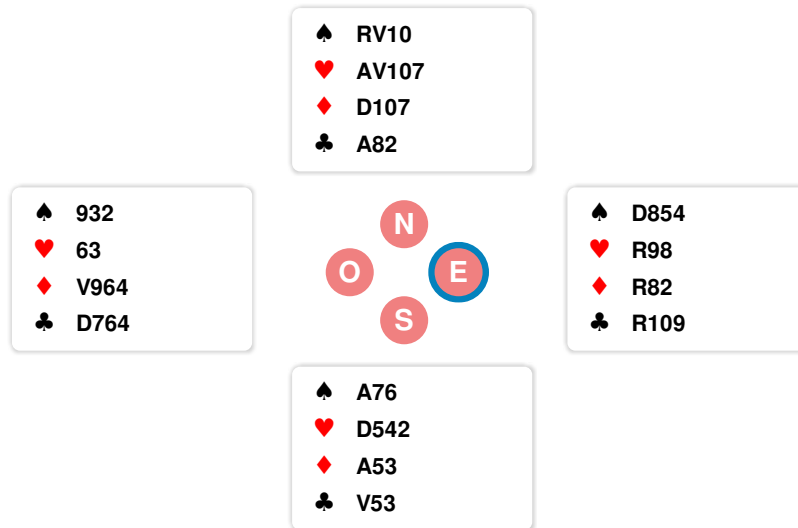 ♠ RV10
♥ AV107
♦ D107
♣ A82
♠ 932
♥ 63
♦ V964
♣ D764
N
O E
S
♠ D854
♥ R98
♦ R82
♣ R109
♠ A76
♥ D542
♦ A53
♣ V53